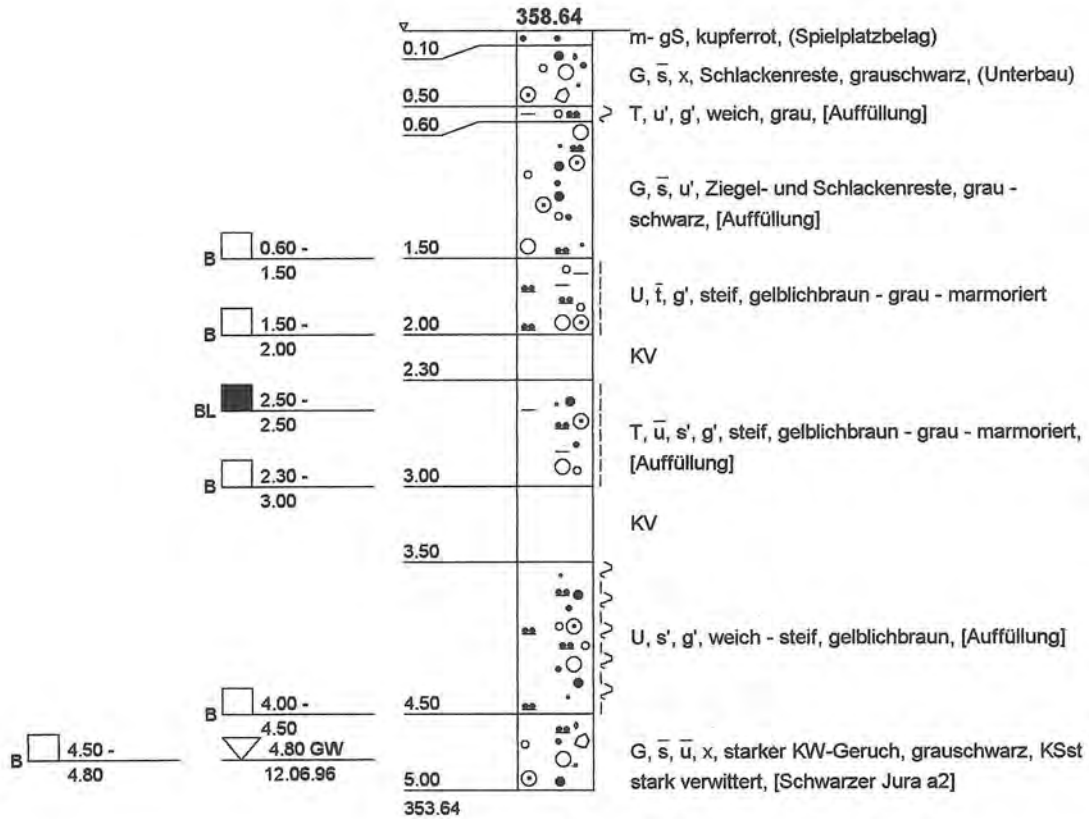 358.64
m- gS, kupferrot, (Spielplatzbelag)
0.10
G, s̅, x, Schlackenreste, grauschwarz, (Unterbau)
0.50
T, u', g', weich, grau, [Auffüllung]
0.60
G, s̅, u', Ziegel- und Schlackenreste, grau -
schwarz, [Auffüllung]
B 0.60 -
1.50
1.50
U, t̅, g', steif, gelblichbraun - grau - marmoriert
B 1.50 -
2.00
2.00
KV
2.30
BL 2.50 -
2.50
T, u̅, s', g', steif, gelblichbraun - grau - marmoriert,
[Auffüllung]
B 2.30 -
3.00
3.00
KV
3.50
U, s', g', weich - steif, gelblichbraun, [Auffüllung]
B 4.00 -
4.50
4.50
B 4.50 -
4.80
4.80 GW
12.06.96
G, s̅, u̅, x, starker KW-Geruch, grauschwarz, KSst
stark verwittert, [Schwarzer Jura a2]
5.00
353.64